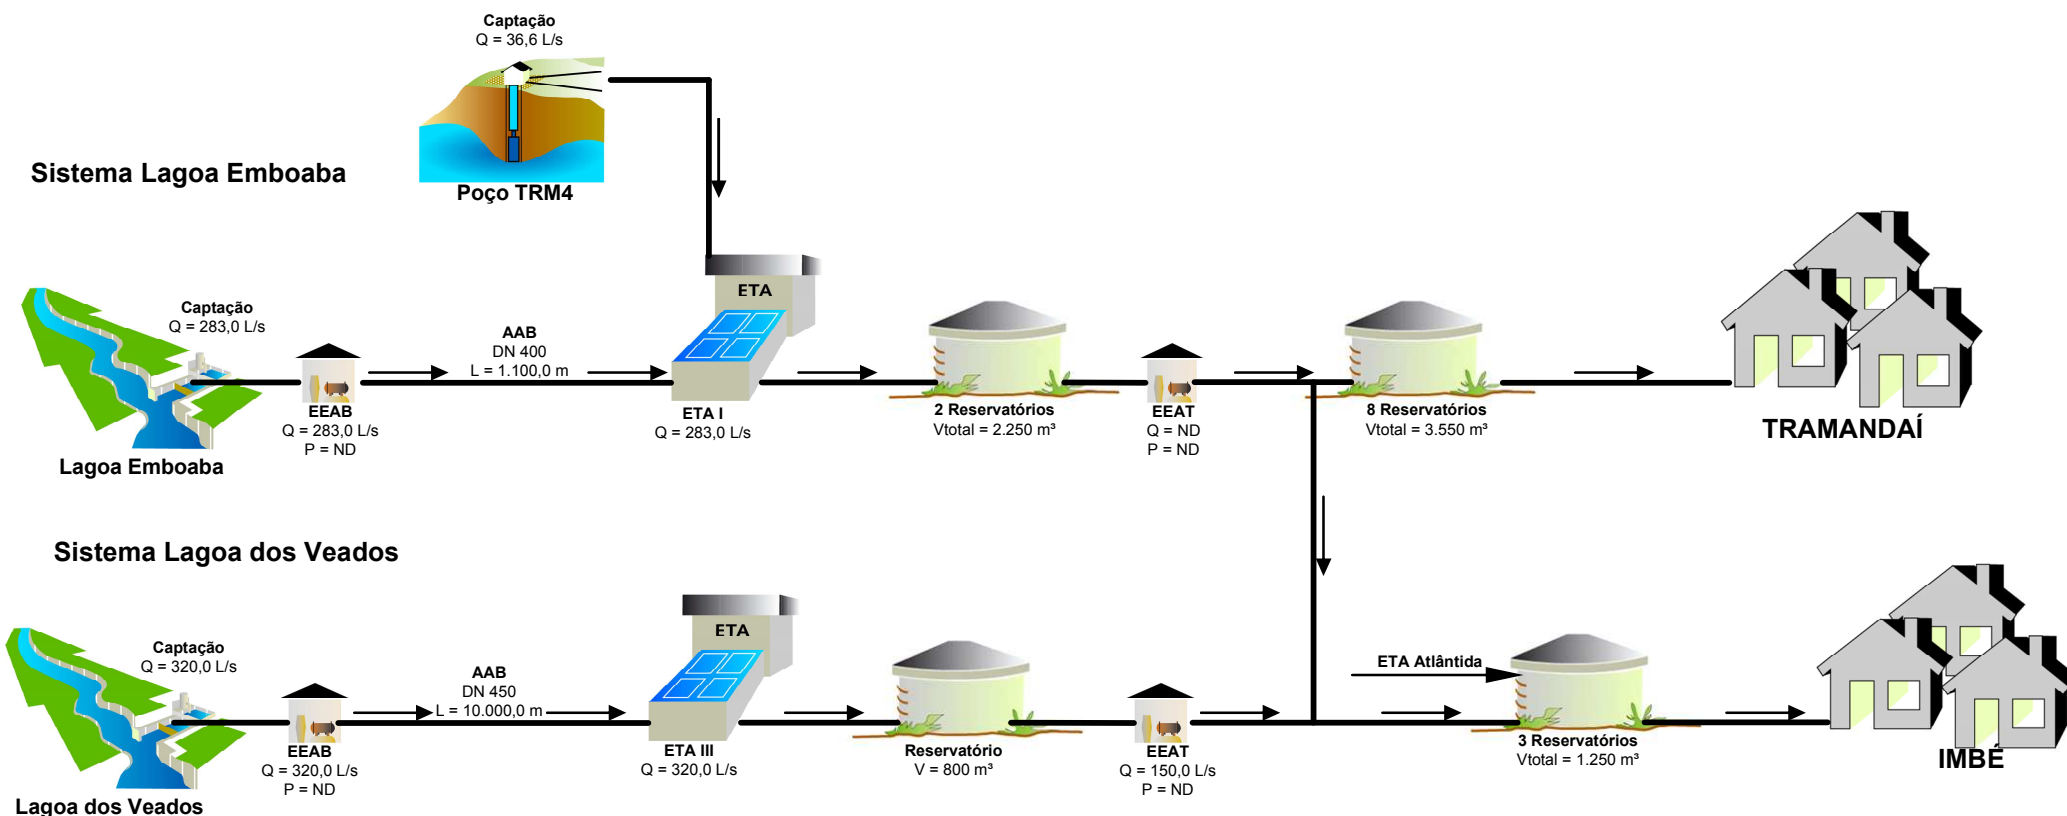 Captação
Q = 36,6 L/s
Poço TRM4
Sistema Lagoa Emboaba
Captação
Q = 283,0 L/s
Lagoa Emboaba
EEAB
Q = 283,0 L/s
P = ND
AAB
DN 400
L = 1.100,0 m
ETA
ETA I
Q = 283,0 L/s
2 Reservatórios
Vtotal = 2.250 m³
EEAT
Q = ND
P = ND
8 Reservatórios
Vtotal = 3.550 m³
TRAMANDAÍ
Sistema Lagoa dos Veados
Captação
Q = 320,0 L/s
Lagoa dos Veados
EEAB
Q = 320,0 L/s
P = ND
AAB
DN 450
L = 10.000,0 m
ETA
ETA III
Q = 320,0 L/s
Reservatório
V = 800 m³
EEAT
Q = 150,0 L/s
P = ND
ETA Atlântida
3 Reservatórios
Vtotal = 1.250 m³
IMBÉ